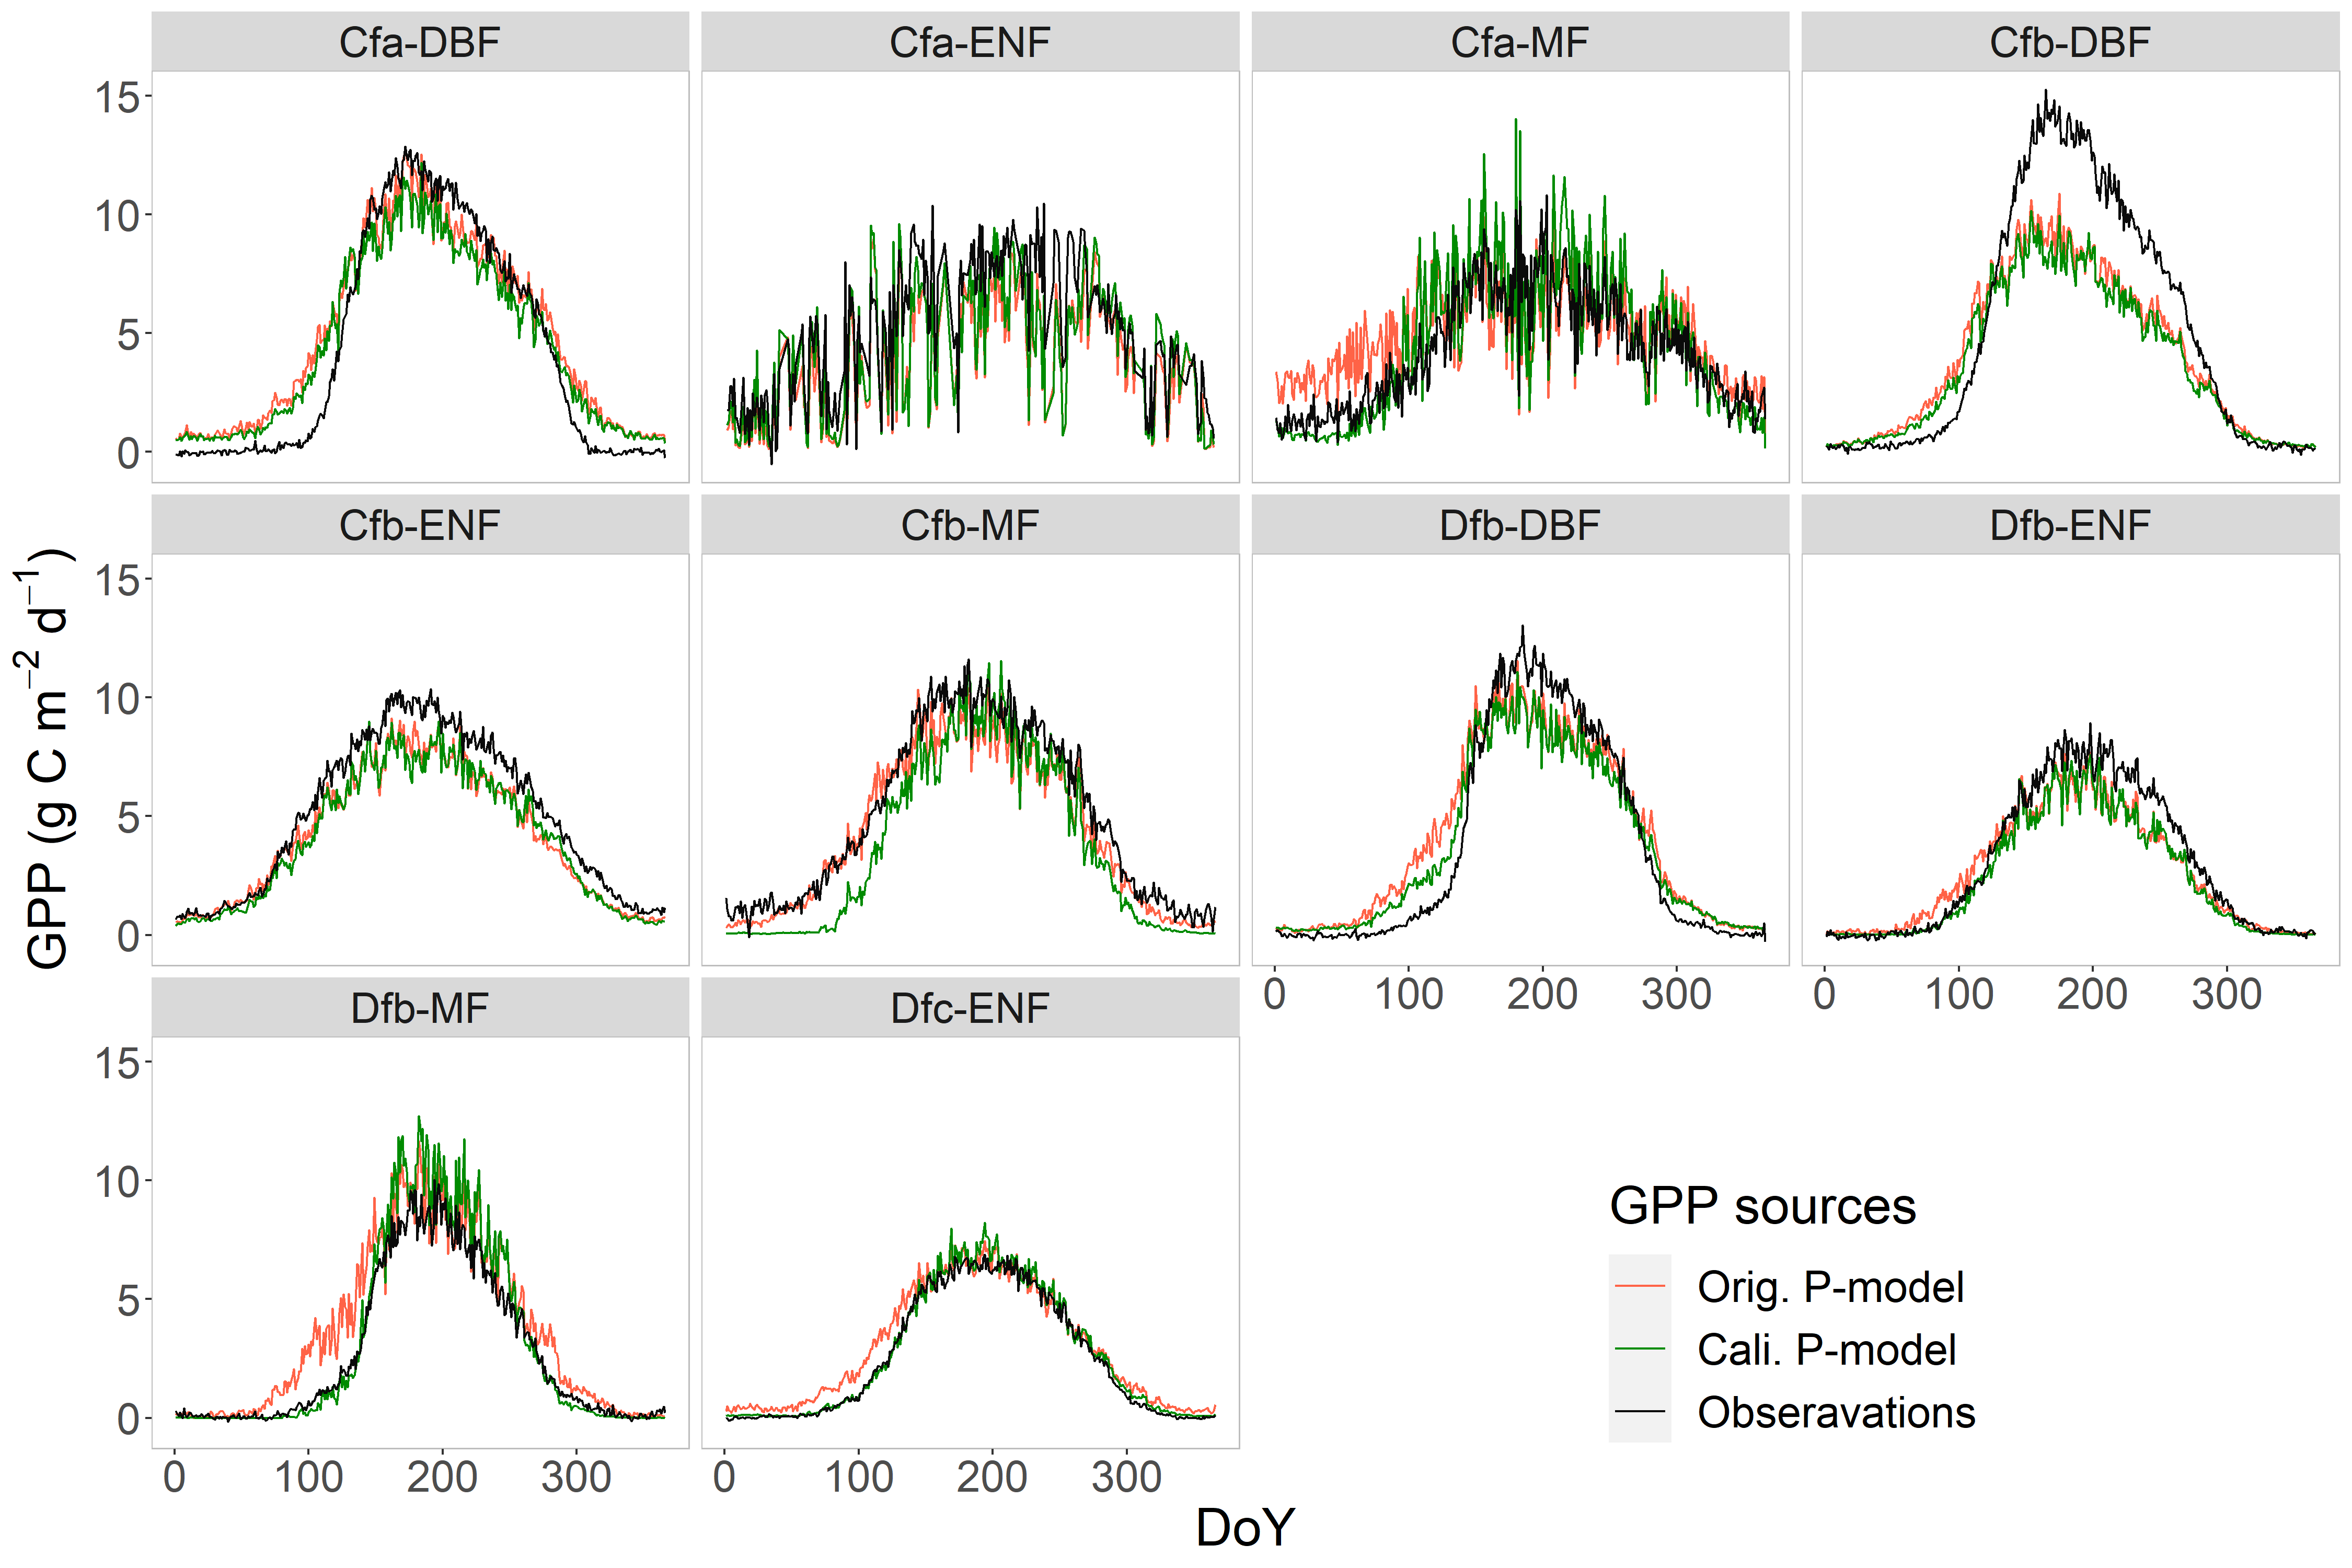 Cfa-DBF Cfa-ENF Cfa-MF Cfb-DBF
15
10
5
0
Cfb-ENF Cfb-MF Dfb-DBF Dfb-ENF
15
10
5
0
0 100 200 300 0 100 200 300
Dfb-MF Dfc-ENF
15
10
5
0
0 100 200 300 0 100 200 300
GPP (g C m⁻² d⁻¹)
DoY
GPP sources
Orig. P-model
Cali. P-model
Obseravations